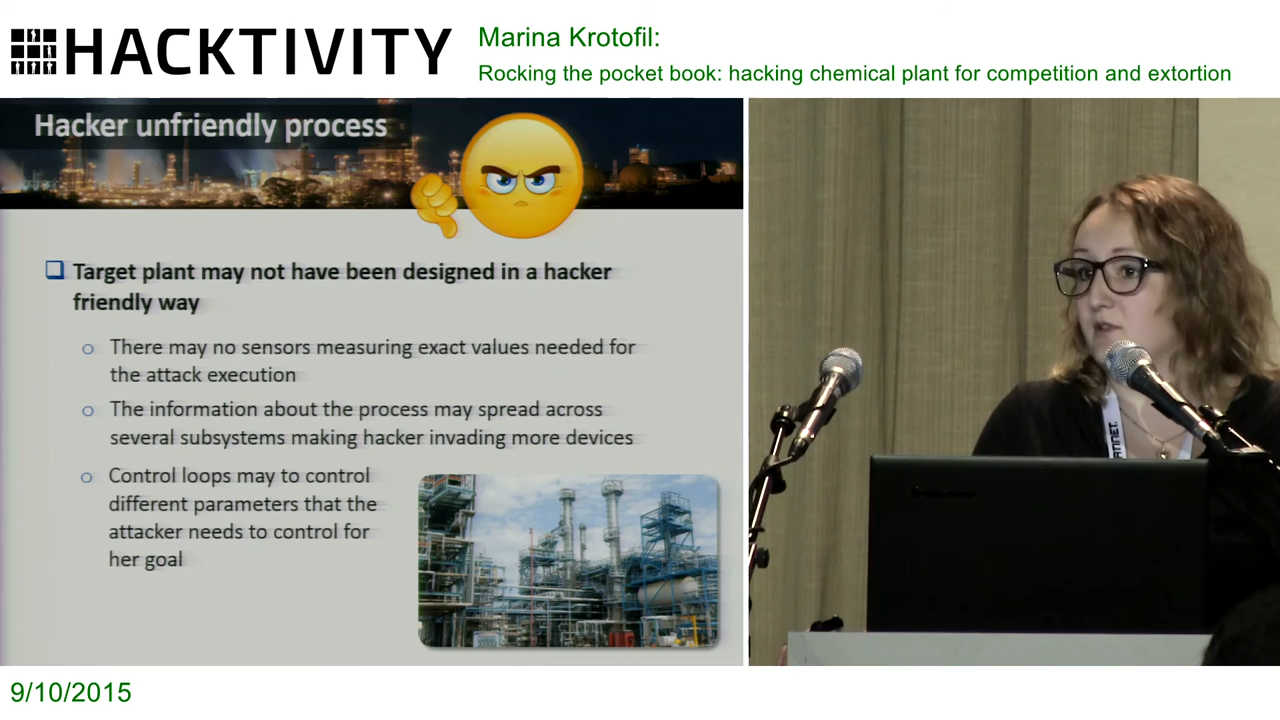 HACKTIVITY
Marina Krotofil:
Rocking the pocket book: hacking chemical plant for competition and extortion
Hacker unfriendly process
Target plant may not have been designed in a hacker
friendly way
There may no sensors measuring exact values needed for
the attack execution
The information about the process may spread across
several subsystems making hacker invading more devices
Control loops may to control
different parameters that the
attacker needs to control for
her goal
9/10/2015